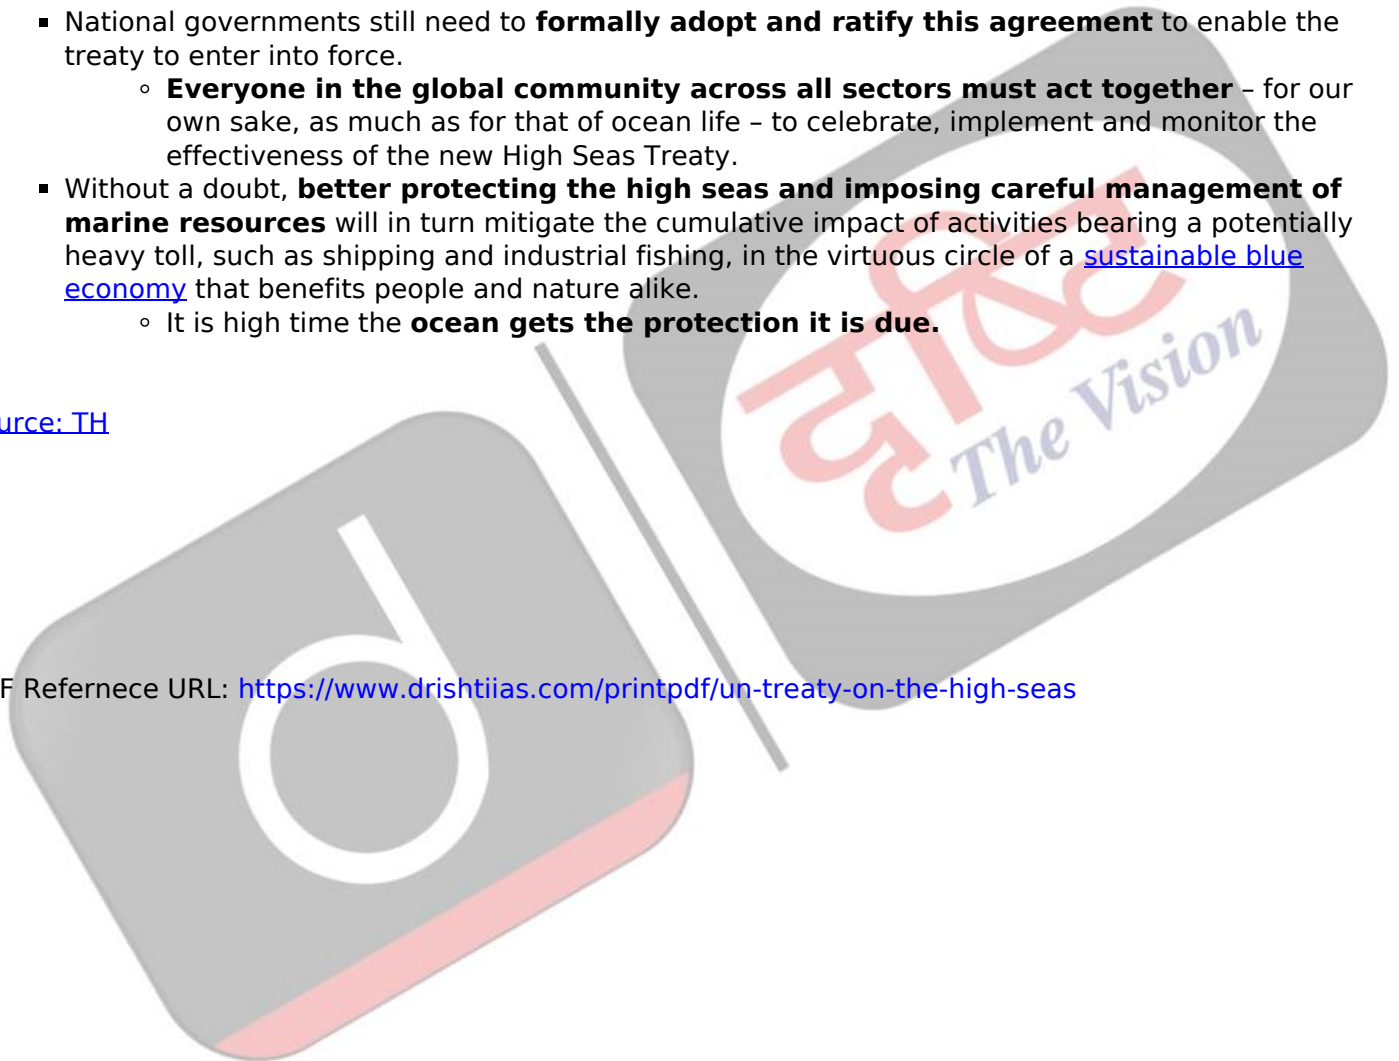 ▪ National governments still need to formally adopt and ratify this agreement to enable the
treaty to enter into force.
◦ Everyone in the global community across all sectors must act together – for our
own sake, as much as for that of ocean life – to celebrate, implement and monitor the
effectiveness of the new High Seas Treaty.
▪ Without a doubt, better protecting the high seas and imposing careful management of
marine resources will in turn mitigate the cumulative impact of activities bearing a potentially
heavy toll, such as shipping and industrial fishing, in the virtuous circle of a sustainable blue
economy that benefits people and nature alike.
◦ It is high time the ocean gets the protection it is due.
urce: TH
दृष्टि
The Vision
d
F Refernece URL: https://www.drishtiias.com/printpdf/un-treaty-on-the-high-seas